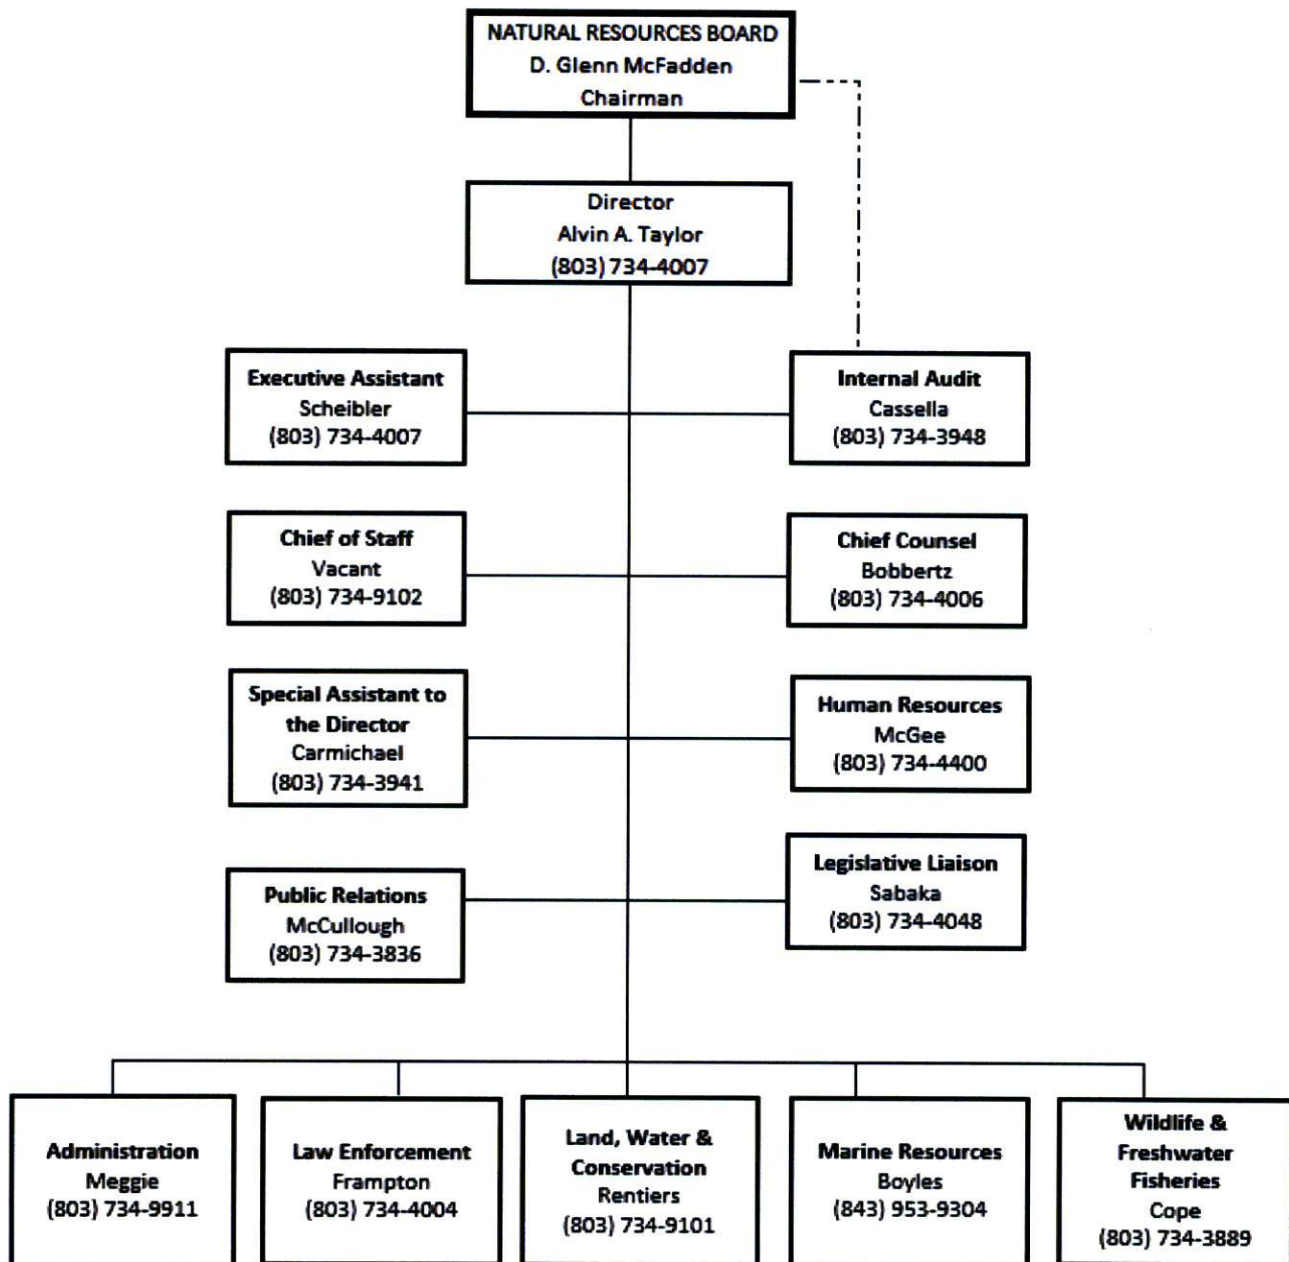 NATURAL RESOURCES BOARD
D. Glenn McFadden
Chairman
Director
Alvin A. Taylor
(803) 734-4007
Executive Assistant
Scheibler
(803) 734-4007
Internal Audit
Cassella
(803) 734-3948
Chief of Staff
Vacant
(803) 734-9102
Chief Counsel
Bobbertz
(803) 734-4006
Special Assistant to
the Director
Carmichael
(803) 734-3941
Human Resources
McGee
(803) 734-4400
Public Relations
McCullough
(803) 734-3836
Legislative Liaison
Sabaka
(803) 734-4048
Administration
Meggie
(803) 734-9911
Law Enforcement
Frampton
(803) 734-4004
Land, Water &
Conservation
Rentiers
(803) 734-9101
Marine Resources
Boyles
(843) 953-9304
Wildlife &
Freshwater
Fisheries
Cope
(803) 734-3889